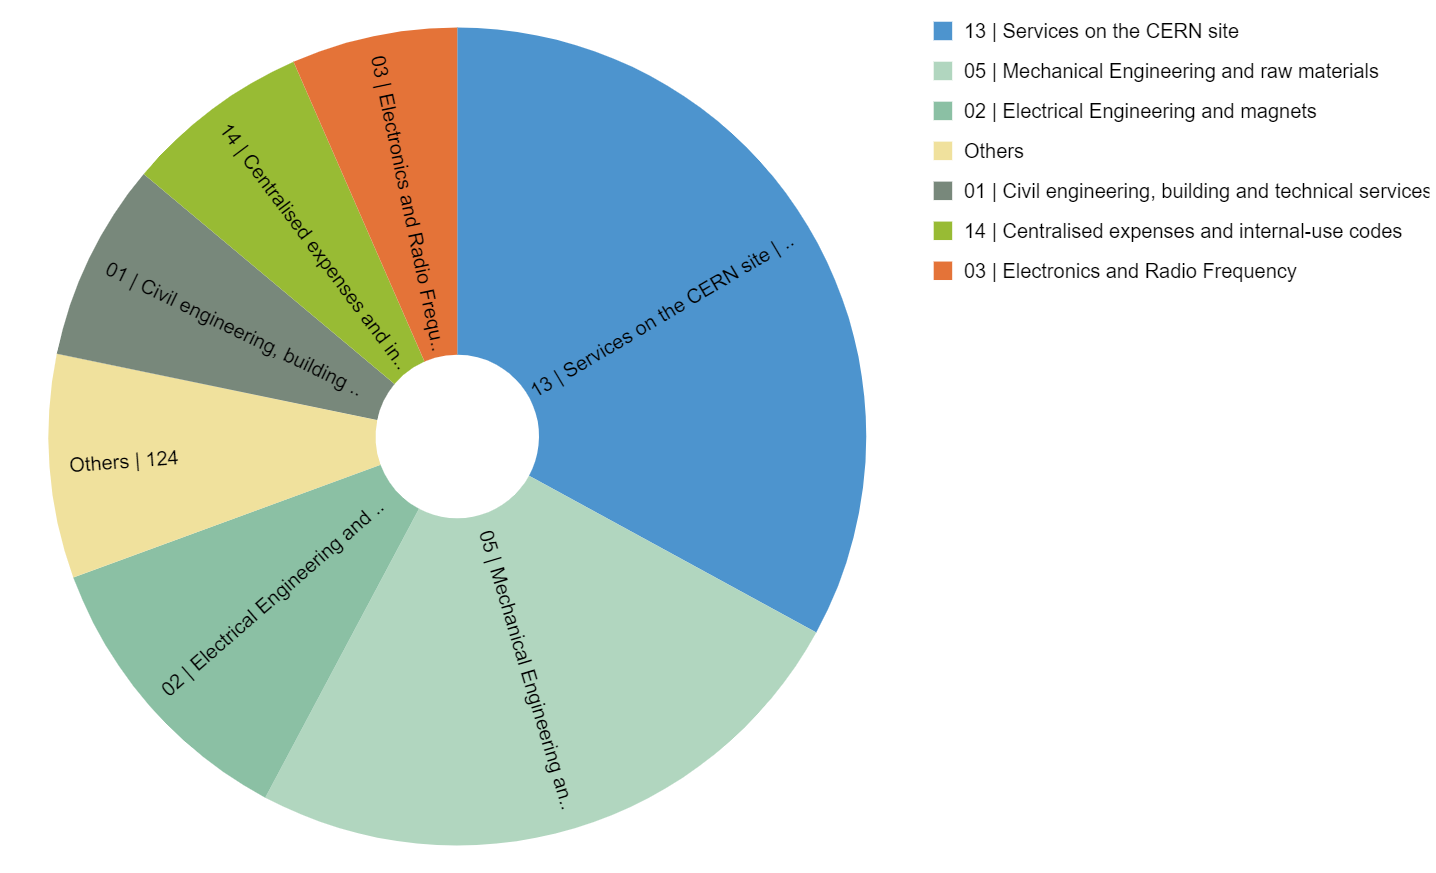 13 | Services on the CERN site
05 | Mechanical Engineering and raw materials
02 | Electrical Engineering and magnets
Others
01 | Civil engineering, building and technical services
14 | Centralised expenses and internal-use codes
03 | Electronics and Radio Frequency
13 | Services on the CERN site | ..
05 | Mechanical Engineering an..
02 | Electrical Engineering and ..
Others | 124
01 | Civil engineering, building ..
14 | Centralised expenses and in..
03 | Electronics and Radio Frequ..